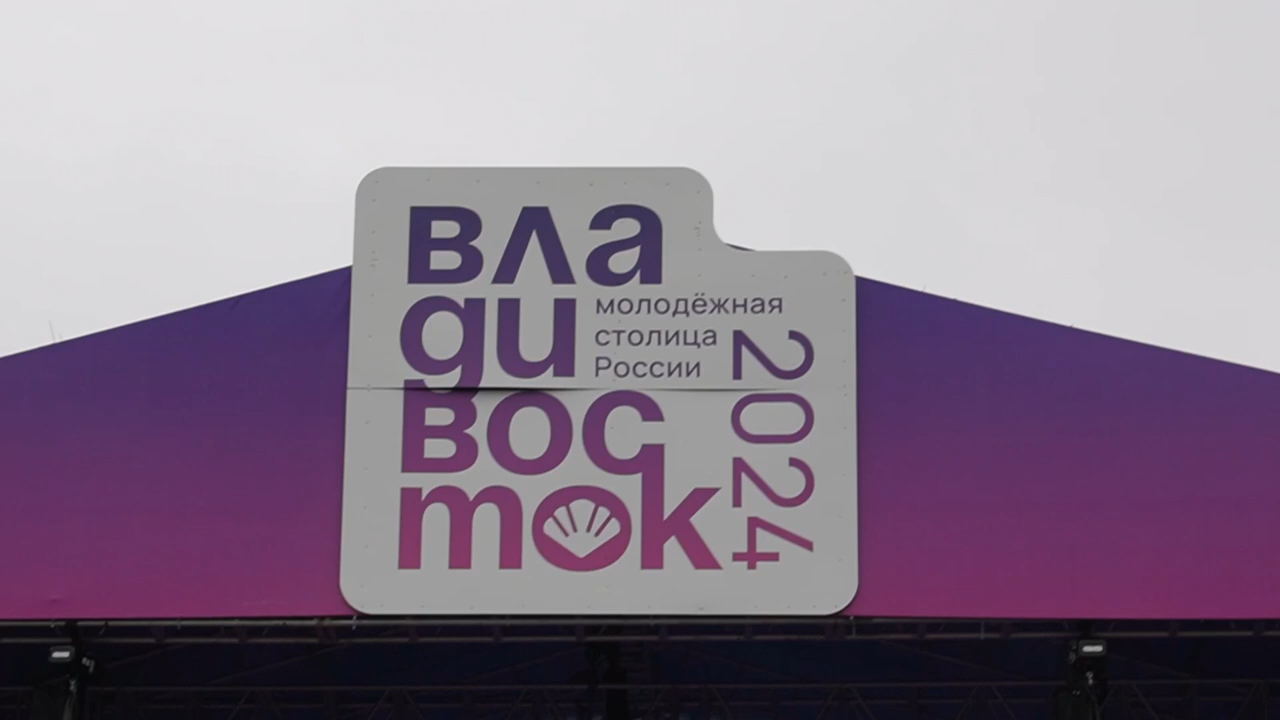 вла
ди
молодёжная
столица
России
вос
ток
2024